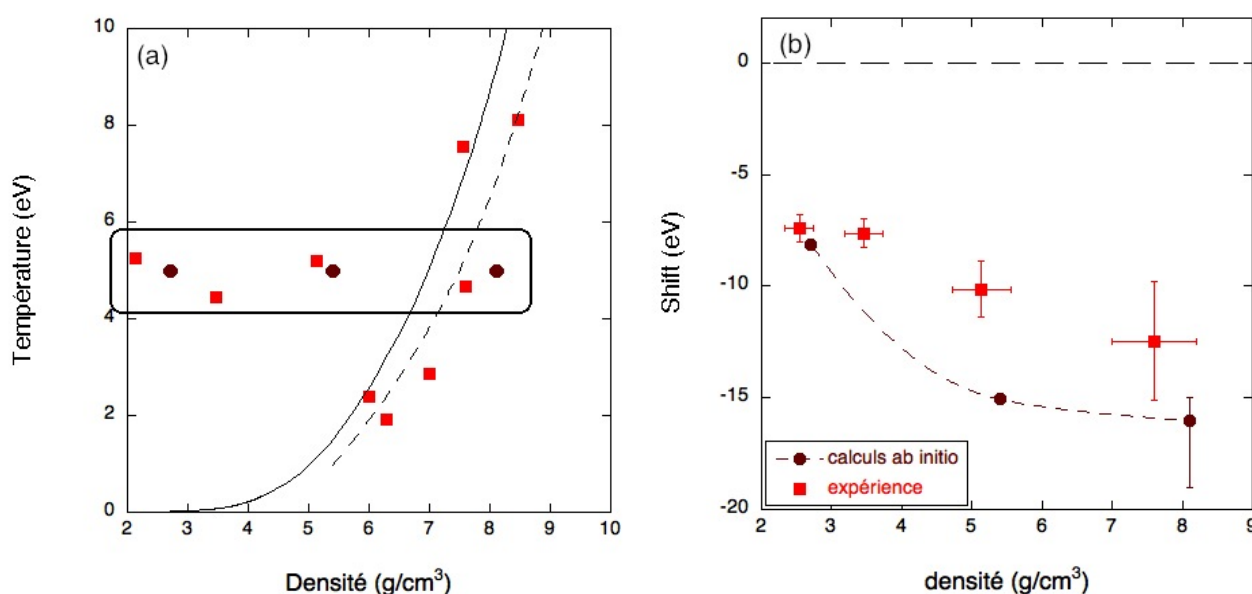 (a)
10
8
6
4
2
0
2 3 4 5 6 7 8 9 10
Température (eV)
Densité (g/cm³)
(b)
0
-5
-10
-15
-20
2 3 4 5 6 7 8 9
Shift (eV)
densité (g/cm³)
calculs ab initio
expérience